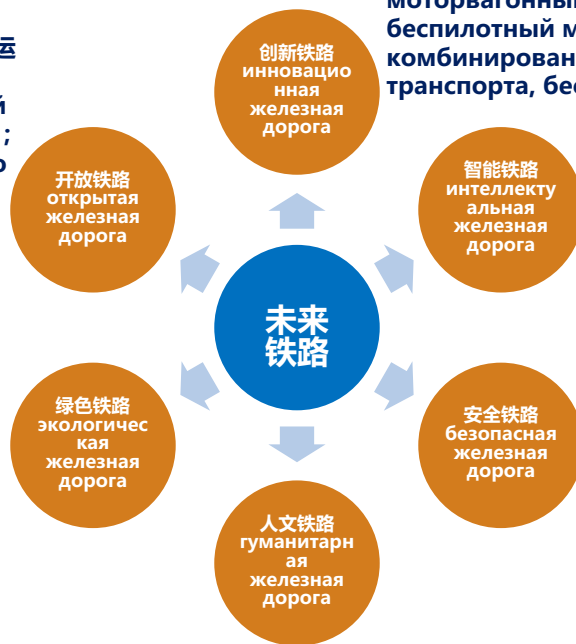 моторвагонный
беспилотный
комбинирован
транспорта, бес
运
й
;
о
创新铁路
инновацио
нная
железная
дорога
开放铁路
открытая
железная
дорога
智能铁路
интеллекту
альная
железная
дорога
未来
铁路
绿色铁路
экологичес
кая
железная
дорога
安全铁路
безопасная
железная
дорога
人文铁路
гуманитарн
ая
железная
дорога